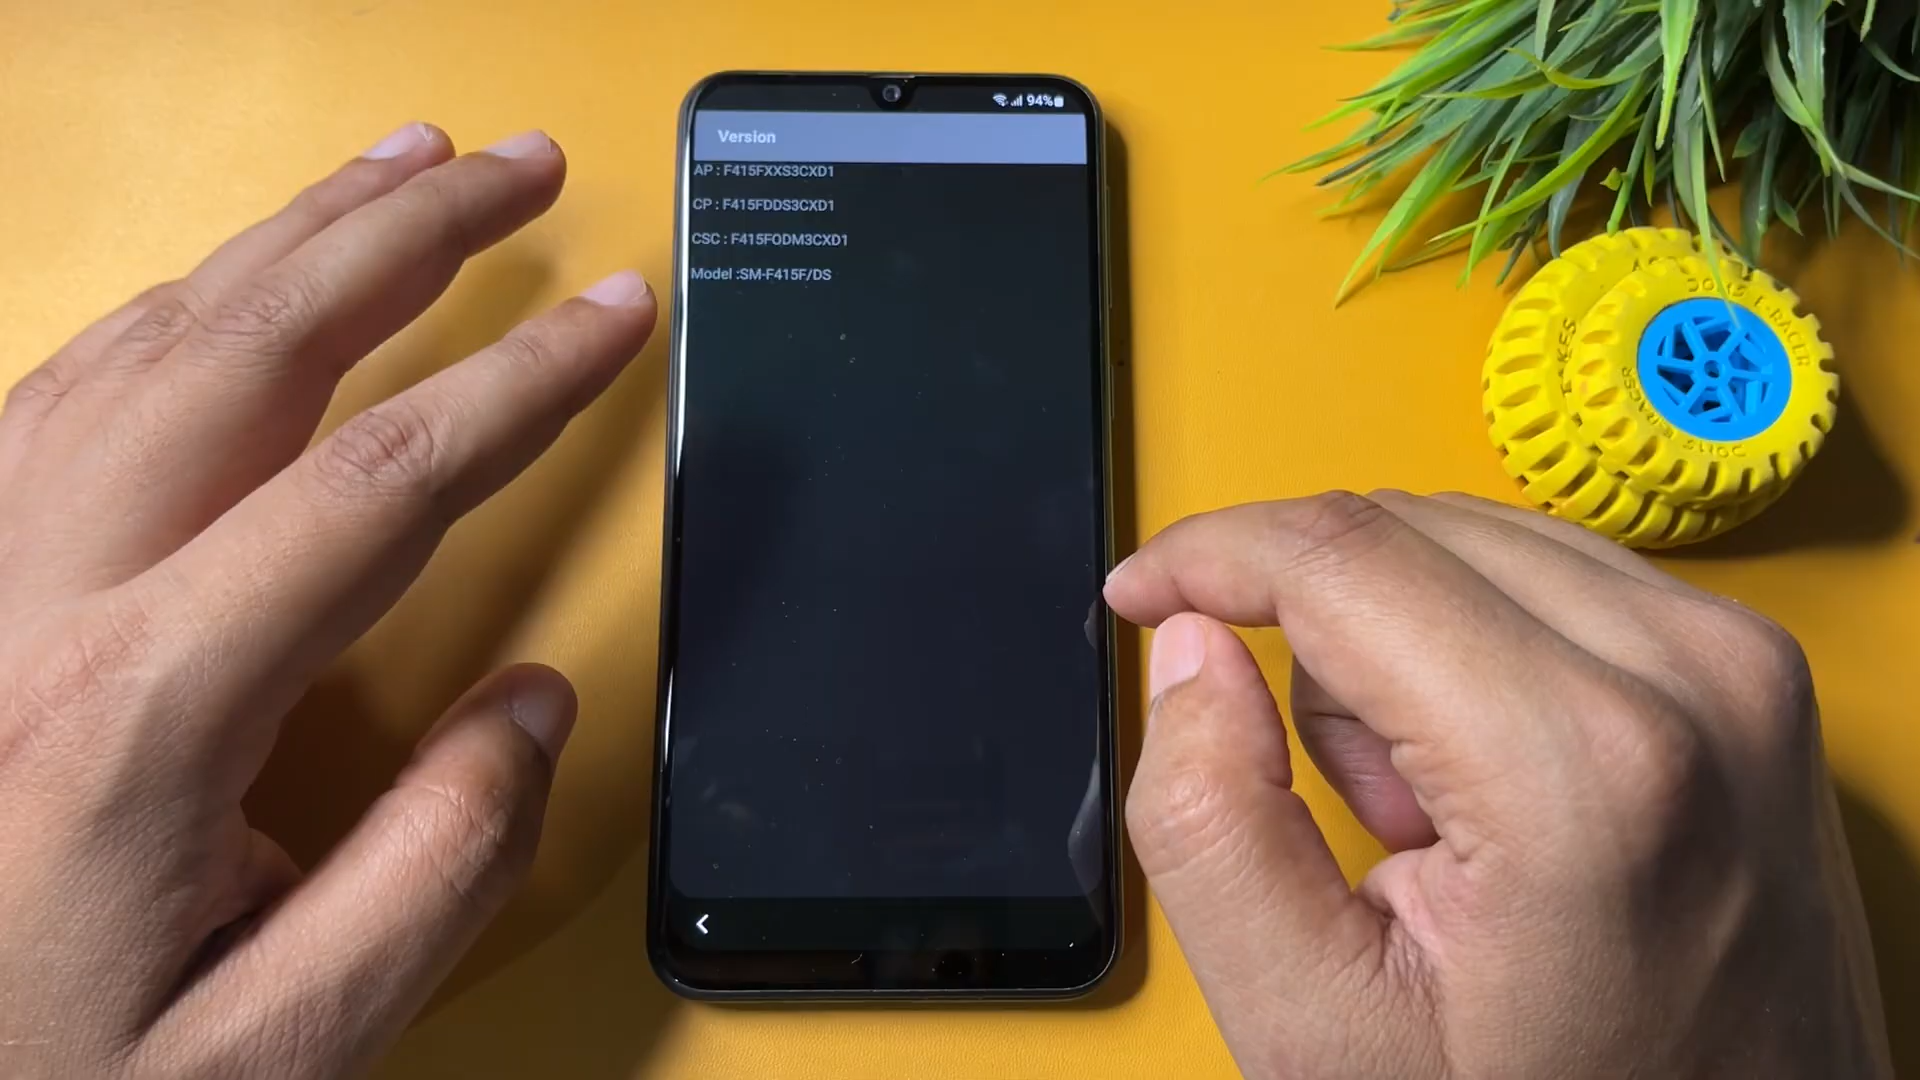 94%
Version
AP : F415FXXS3CXD1
CP : F415FDDS3CXD1
CSC : F415FODM3CXD1
Model :SM-F415F/DS